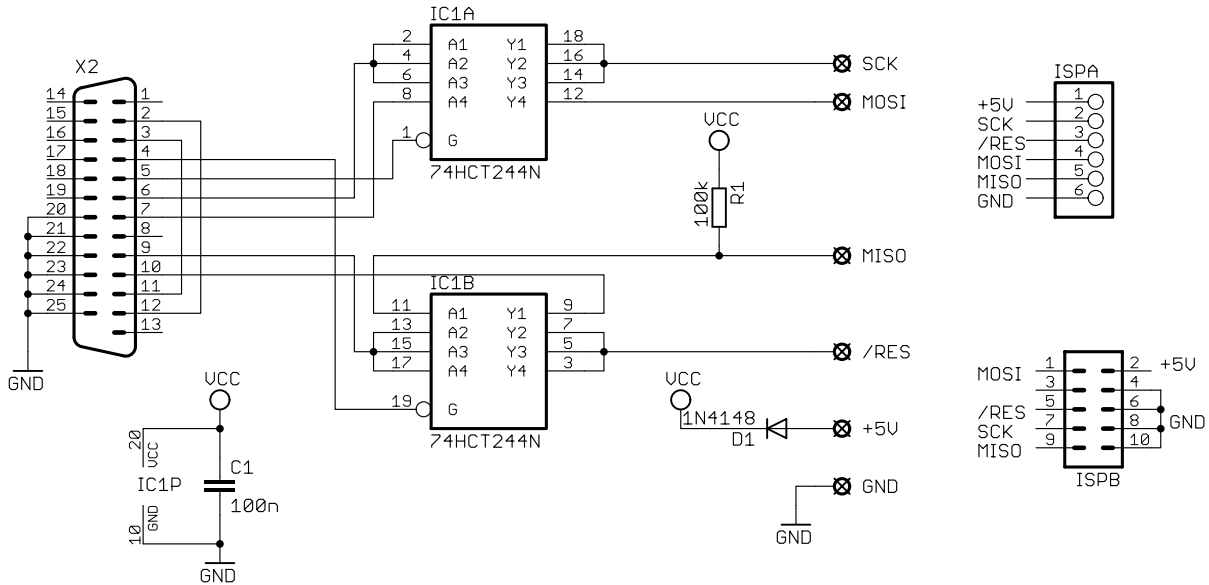 X2
14
15
16
17
18
19
20
21
22
23
24
25
1
2
3
4
5
6
7
8
9
10
11
12
13
GND
IC1A
2
4
6
8
1
A1
A2
A3
A4
G
Y1
Y2
Y3
Y4
18
16
14
12
74HCT244N
SCK
MOSI
VCC
100k
R1
MISO
IC1B
11
13
15
17
19
A1
A2
A3
A4
G
Y1
Y2
Y3
Y4
9
7
5
3
74HCT244N
/RES
VCC
1N4148
D1
+5V
GND
GND
VCC
20
VCC
IC1P
GND
10
C1
100n
GND
ISPA
+5V 1
SCK 2
/RES 3
MOSI 4
MISO 5
GND 6
MOSI 1
3
/RES 5
SCK 7
MISO 9
2 +5V
4
6
8
10
GND
ISPB